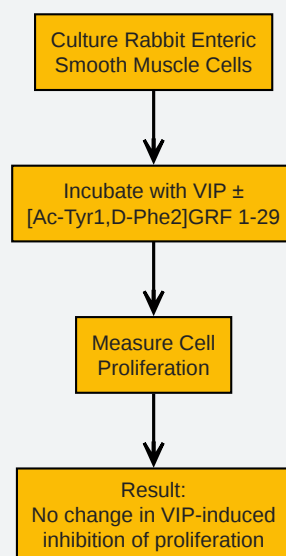 Culture Rabbit Enteric
Smooth Muscle Cells
Incubate with VIP ±
[Ac-Tyr1,D-Phe2]GRF 1-29
Measure Cell
Proliferation
Result:
No change in VIP-induced
inhibition of proliferation